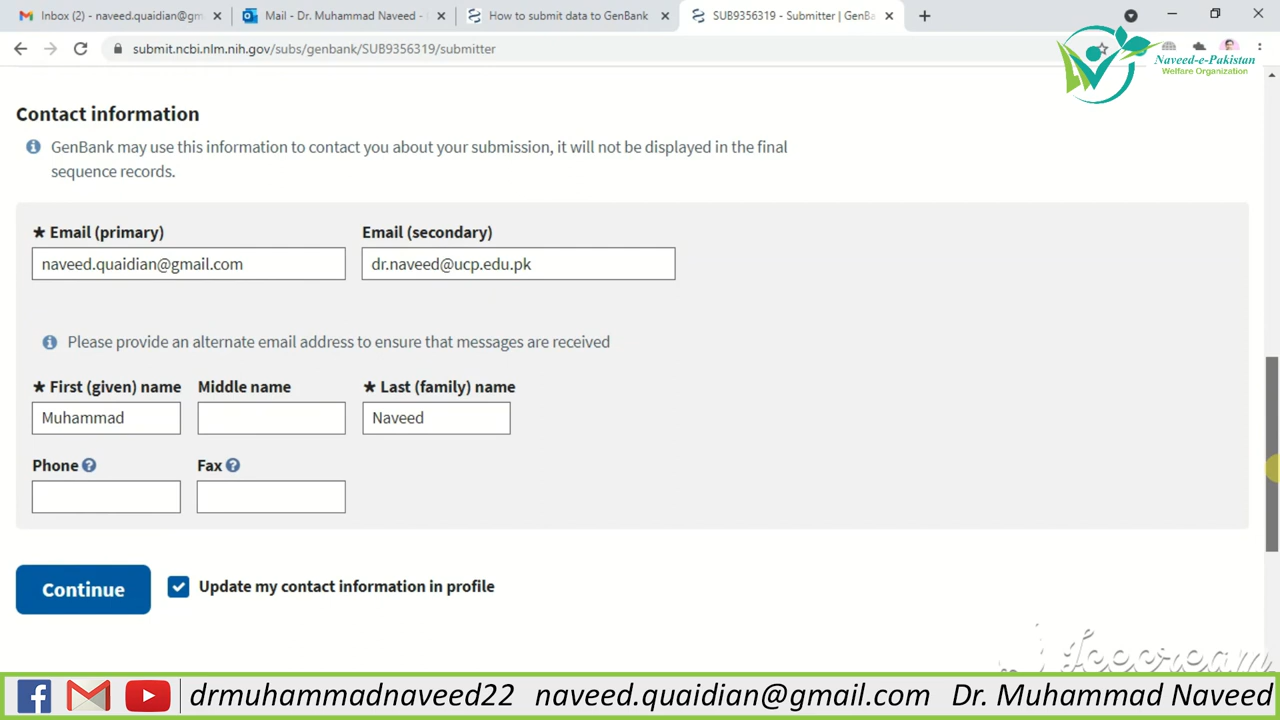 Inbox (2) - naveed.quaidian@gm
Mail - Dr. Muhammad Naveed -
How to submit data to GenBank
SUB9356319 - Submitter | GenBa
submit.ncbi.nlm.nih.gov/subs/genbank/SUB9356319/submitter
Naveed-e-Pakistan
Welfare Organization
Contact information
GenBank may use this information to contact you about your submission, it will not be displayed in the final
sequence records.
★ Email (primary) Email (secondary)
naveed.quaidian@gmail.com dr.naveed@ucp.edu.pk
Please provide an alternate email address to ensure that messages are received
★ First (given) name Middle name ★ Last (family) name
Muhammad Naveed
Phone ? Fax ?
Continue Update my contact information in profile
Icecream
drmuhammadnaveed22 naveed.quaidian@gmail.com Dr. Muhammad Naveed